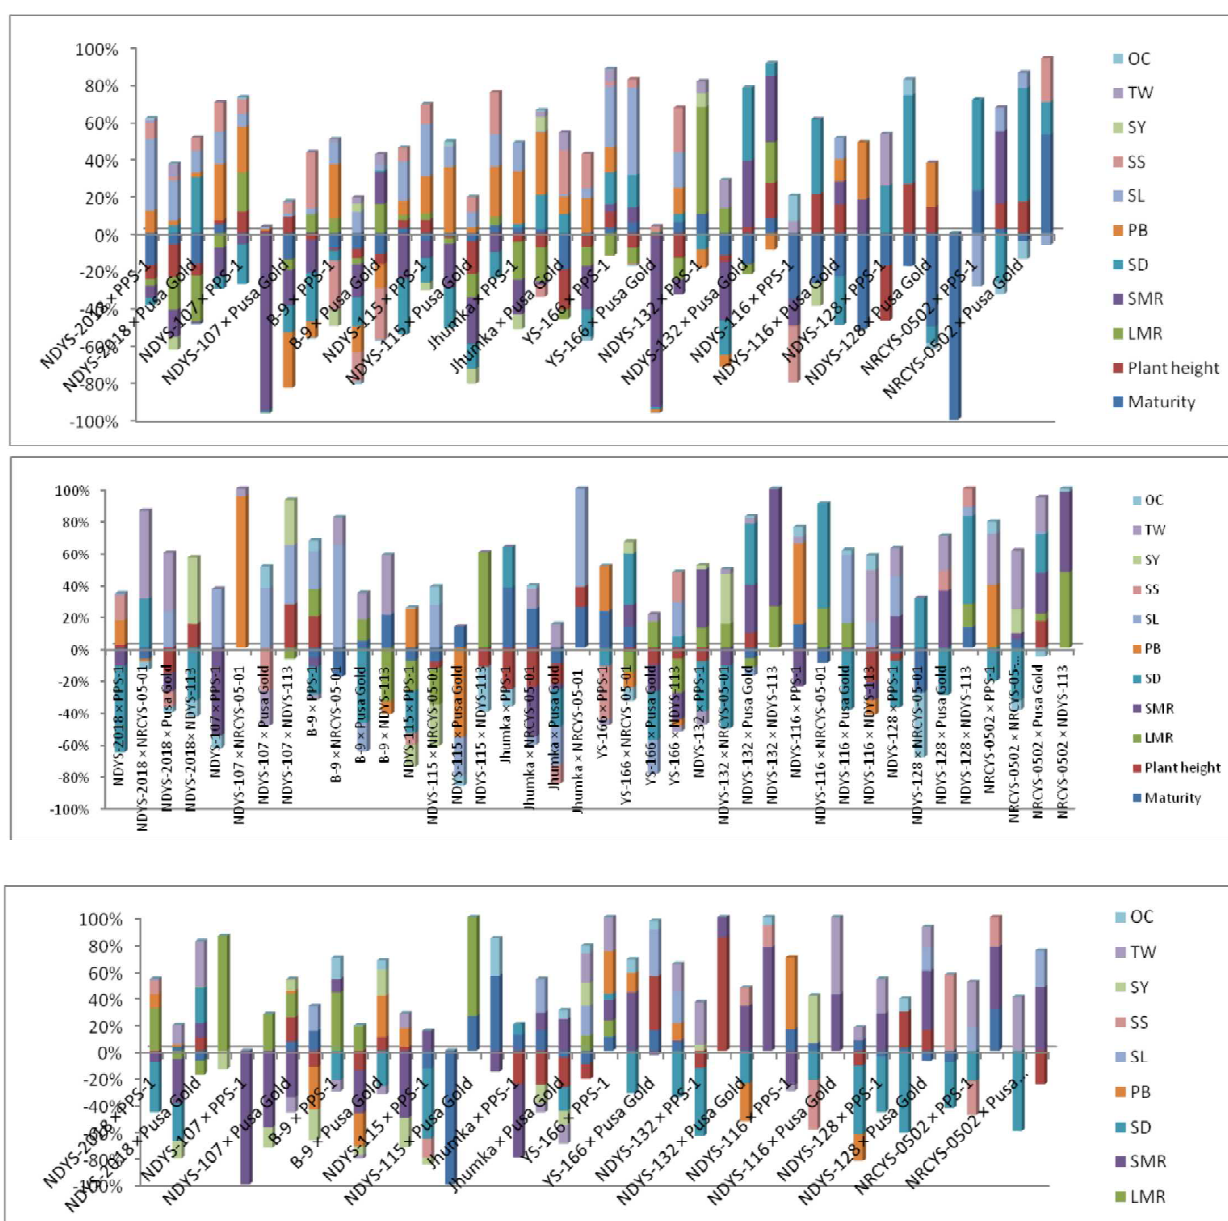 100%
80%
60%
40%
20%
0%
-20%
-40%
-60%
-80%
-100%
NDYS-2018 × PPS-1
NDYS-2018 × Pusa Gold
NDYS-107 × PPS-1
NDYS-107 × Pusa Gold
B-9 × PPS-1
B-9 × Pusa Gold
NDYS-115 × PPS-1
NDYS-115 × Pusa Gold
Jhumka × PPS-1
Jhumka × Pusa Gold
YS-166 × PPS-1
YS-166 × Pusa Gold
NDYS-132 × PPS-1
NDYS-132 × Pusa Gold
NDYS-116 × PPS-1
NDYS-116 × Pusa Gold
NDYS-128 × PPS-1
NDYS-128 × Pusa Gold
NRCYS-0502 × PPS-1
NRCYS-0502 × Pusa Gold
OC
TW
SY
SS
SL
PB
SD
SMR
LMR
Plant height
Maturity
100%
80%
60%
40%
20%
0%
-20%
-40%
-60%
-80%
-100%
NDYS-2018 × PPS-1
NDYS-2018 × NRCYS-05-01
NDYS-2018 × Pusa Gold
NDYS-2018 × NDYS-113
NDYS-107 × PPS-1
NDYS-107 × NRCYS-05-01
NDYS-107 × Pusa Gold
NDYS-107 × NDYS-113
B-9 × PPS-1
B-9 × NRCYS-05-01
B-9 × Pusa Gold
B-9 × NDYS-113
NDYS-115 × PPS-1
NDYS-115 × NRCYS-05-01
NDYS-115 × Pusa Gold
NDYS-115 × NDYS-113
Jhumka × PPS-1
Jhumka × NRCYS-05-01
Jhumka × Pusa Gold
Jhumka × NRCYS-05-01
YS-166 × PPS-1
YS-166 × NRCYS-05-01
YS-166 × Pusa Gold
YS-166 × NDYS-113
NDYS-132 × PPS-1
NDYS-132 × NRCYS-05-01
NDYS-132 × Pusa Gold
NDYS-132 × NDYS-113
NDYS-116 × PPS-1
NDYS-116 × NRCYS-05-01
NDYS-116 × Pusa Gold
NDYS-116 × NDYS-113
NDYS-128 × PPS-1
NDYS-128 × NRCYS-05-01
NDYS-128 × Pusa Gold
NDYS-128 × NDYS-113
NRCYS-0502 × PPS-1
NRCYS-0502 × NRCYS-05...
NRCYS-0502 × Pusa Gold
NRCYS-0502 × NDYS-113
OC
TW
SY
SS
SL
PB
SD
SMR
LMR
Plant height
Maturity
100%
80%
60%
40%
20%
0%
-20%
-40%
-60%
-80%
-100%
NDYS-2018 × PPS-1
NDYS-2018 × Pusa Gold
NDYS-107 × PPS-1
NDYS-107 × Pusa Gold
B-9 × PPS-1
B-9 × Pusa Gold
NDYS-115 × PPS-1
NDYS-115 × Pusa Gold
Jhumka × PPS-1
Jhumka × Pusa Gold
YS-166 × PPS-1
YS-166 × Pusa Gold
NDYS-132 × PPS-1
NDYS-132 × Pusa Gold
NDYS-116 × PPS-1
NDYS-116 × Pusa Gold
NDYS-128 × PPS-1
NDYS-128 × Pusa Gold
NRCYS-0502 × PPS-1
NRCYS-0502 × Pusa...
OC
TW
SY
SS
SL
PB
SD
SMR
LMR